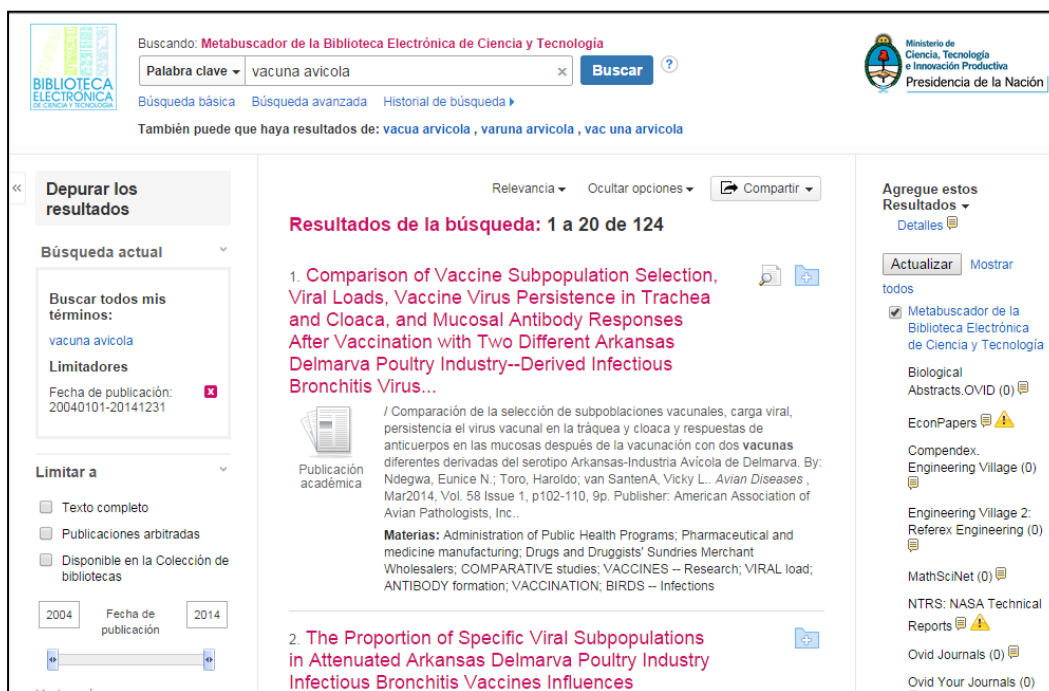 BIBLIOTECA
ELECTRÓNICA
DE CIENCIA Y TECNOLOGÍA
Buscando: Metabuscador de la Biblioteca Electrónica de Ciencia y Tecnología
Palabra clave vacuna avicola × Buscar ?
Búsqueda básica Búsqueda avanzada Historial de búsqueda
También puede que haya resultados de: vacua arvicola , varuna arvicola , vac una arvicola
Ministerio de
Ciencia, Tecnología
e Innovación Productiva
Presidencia de la Nación
«
Depurar los
resultados
Búsqueda actual
Buscar todos mis
términos:
vacuna avicola
Limitadores
Fecha de publicación: x
20040101-20141231
Limitar a
Texto completo
Publicaciones arbitradas
Disponible en la Colección de
bibliotecas
2004 Fecha de 2014
publicación
Relevancia Ocultar opciones Compartir
Resultados de la búsqueda: 1 a 20 de 124
1. Comparison of Vaccine Subpopulation Selection,
Viral Loads, Vaccine Virus Persistence in Trachea
and Cloaca, and Mucosal Antibody Responses
After Vaccination with Two Different Arkansas
Delmarva Poultry Industry--Derived Infectious
Bronchitis Virus...
Publicación
académica
/ Comparación de la selección de subpoblaciones vacunales, carga viral,
persistencia el virus vacunal en la tráquea y cloaca y respuestas de
anticuerpos en las mucosas después de la vacunación con dos vacunas
diferentes derivadas del serotipo Arkansas-Industria Avícola de Delmarva. By:
Ndegwa, Eunice N.; Toro, Haroldo; van SantenA, Vicky L.. Avian Diseases ,
Mar2014, Vol. 58 Issue 1, p102-110, 9p. Publisher: American Association of
Avian Pathologists, Inc..
Materias: Administration of Public Health Programs; Pharmaceutical and
medicine manufacturing; Drugs and Druggists' Sundries Merchant
Wholesalers; COMPARATIVE studies; VACCINES -- Research; VIRAL load;
ANTIBODY formation; VACCINATION; BIRDS -- Infections
2. The Proportion of Specific Viral Subpopulations
in Attenuated Arkansas Delmarva Poultry Industry
Infectious Bronchitis Vaccines Influences
Agregue estos
Resultados
Detalles
Actualizar Mostrar
todos
Metabuscador de la
Biblioteca Electrónica
de Ciencia y Tecnología
Biological
Abstracts.OVID (0)
EconPapers
Compendex.
Engineering Village (0)
Engineering Village 2:
Referex Engineering (0)
MathSciNet (0)
NTRS: NASA Technical
Reports
Ovid Journals (0)
Ovid Your Journals (0)